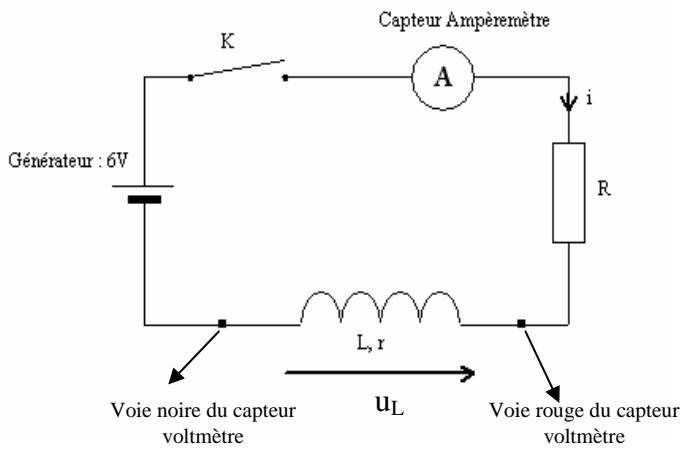 Capteur Ampèremètre
K
A
i
Générateur : 6V
R
L, r
uL
Voie noire du capteur
voltmètre
Voie rouge du capteur
voltmètre